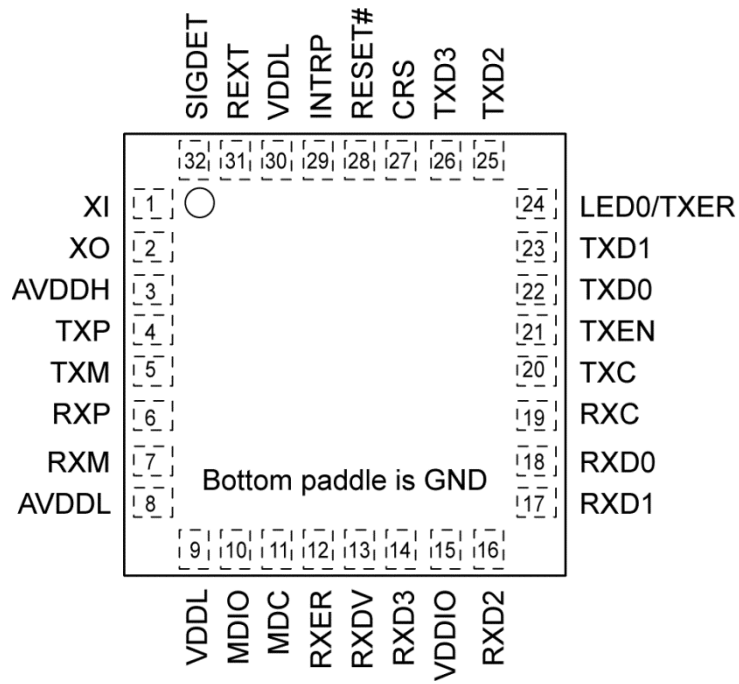 SIGDET
REXT
VDDL
INTRP
RESET#
CRS
TXD3
TXD2
32 31 30 29 28 27 26 25
XI 1 24 LED0/TXER
XO 2 23 TXD1
AVDDH 3 22 TXD0
TXP 4 21 TXEN
TXM 5 20 TXC
RXP 6 19 RXC
RXM 7 18 RXD0
AVDDL 8 17 RXD1
Bottom paddle is GND
9 10 11 12 13 14 15 16
VDDL
MDIO
MDC
RXER
RXDV
RXD3
VDDIO
RXD2